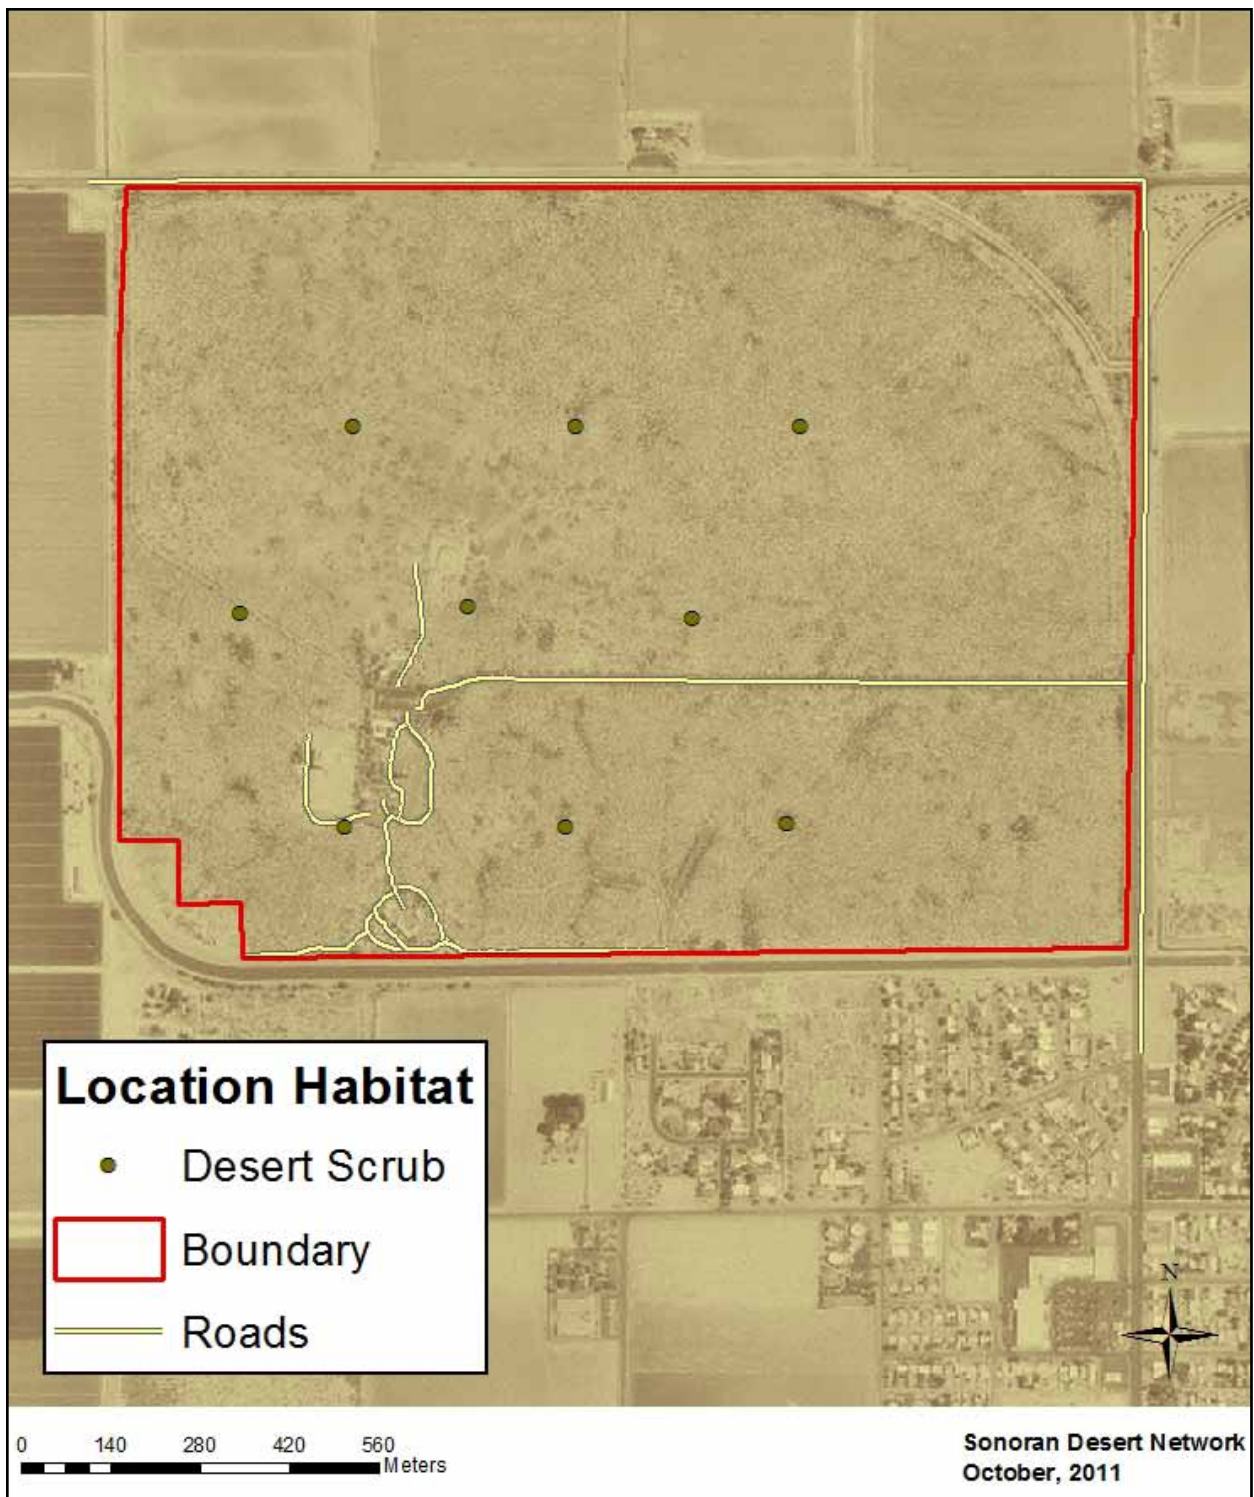 N
Location Habitat
Desert Scrub
Boundary
Roads
0 140 280 420 560
Meters
Sonoran Desert Network
October, 2011